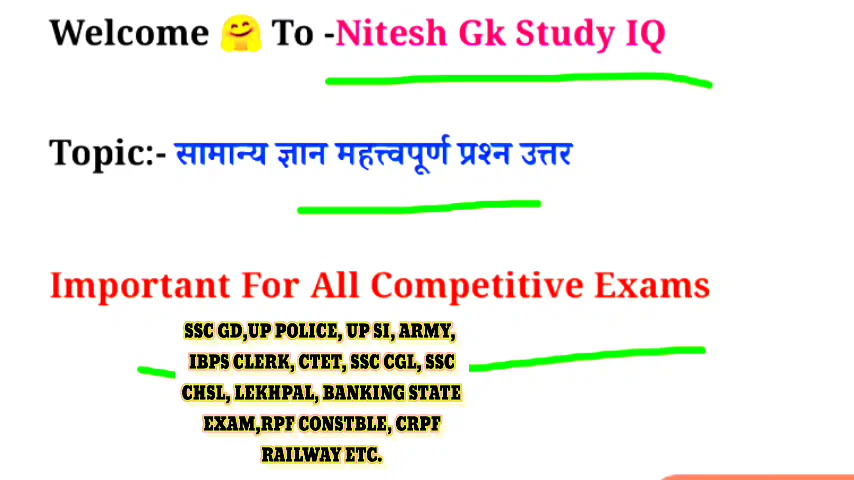 Welcome 🤗 To -Nitesh Gk Study IQ
Topic:- सामान्य ज्ञान महत्त्वपूर्ण प्रश्न उत्तर
Important For All Competitive Exams
SSC GD,UP POLICE, UP SI, ARMY,
IBPS CLERK, CTET, SSC CGL, SSC
CHSL, LEKHPAL, BANKING STATE
EXAM,RPF CONSTBLE, CRPF
RAILWAY ETC.